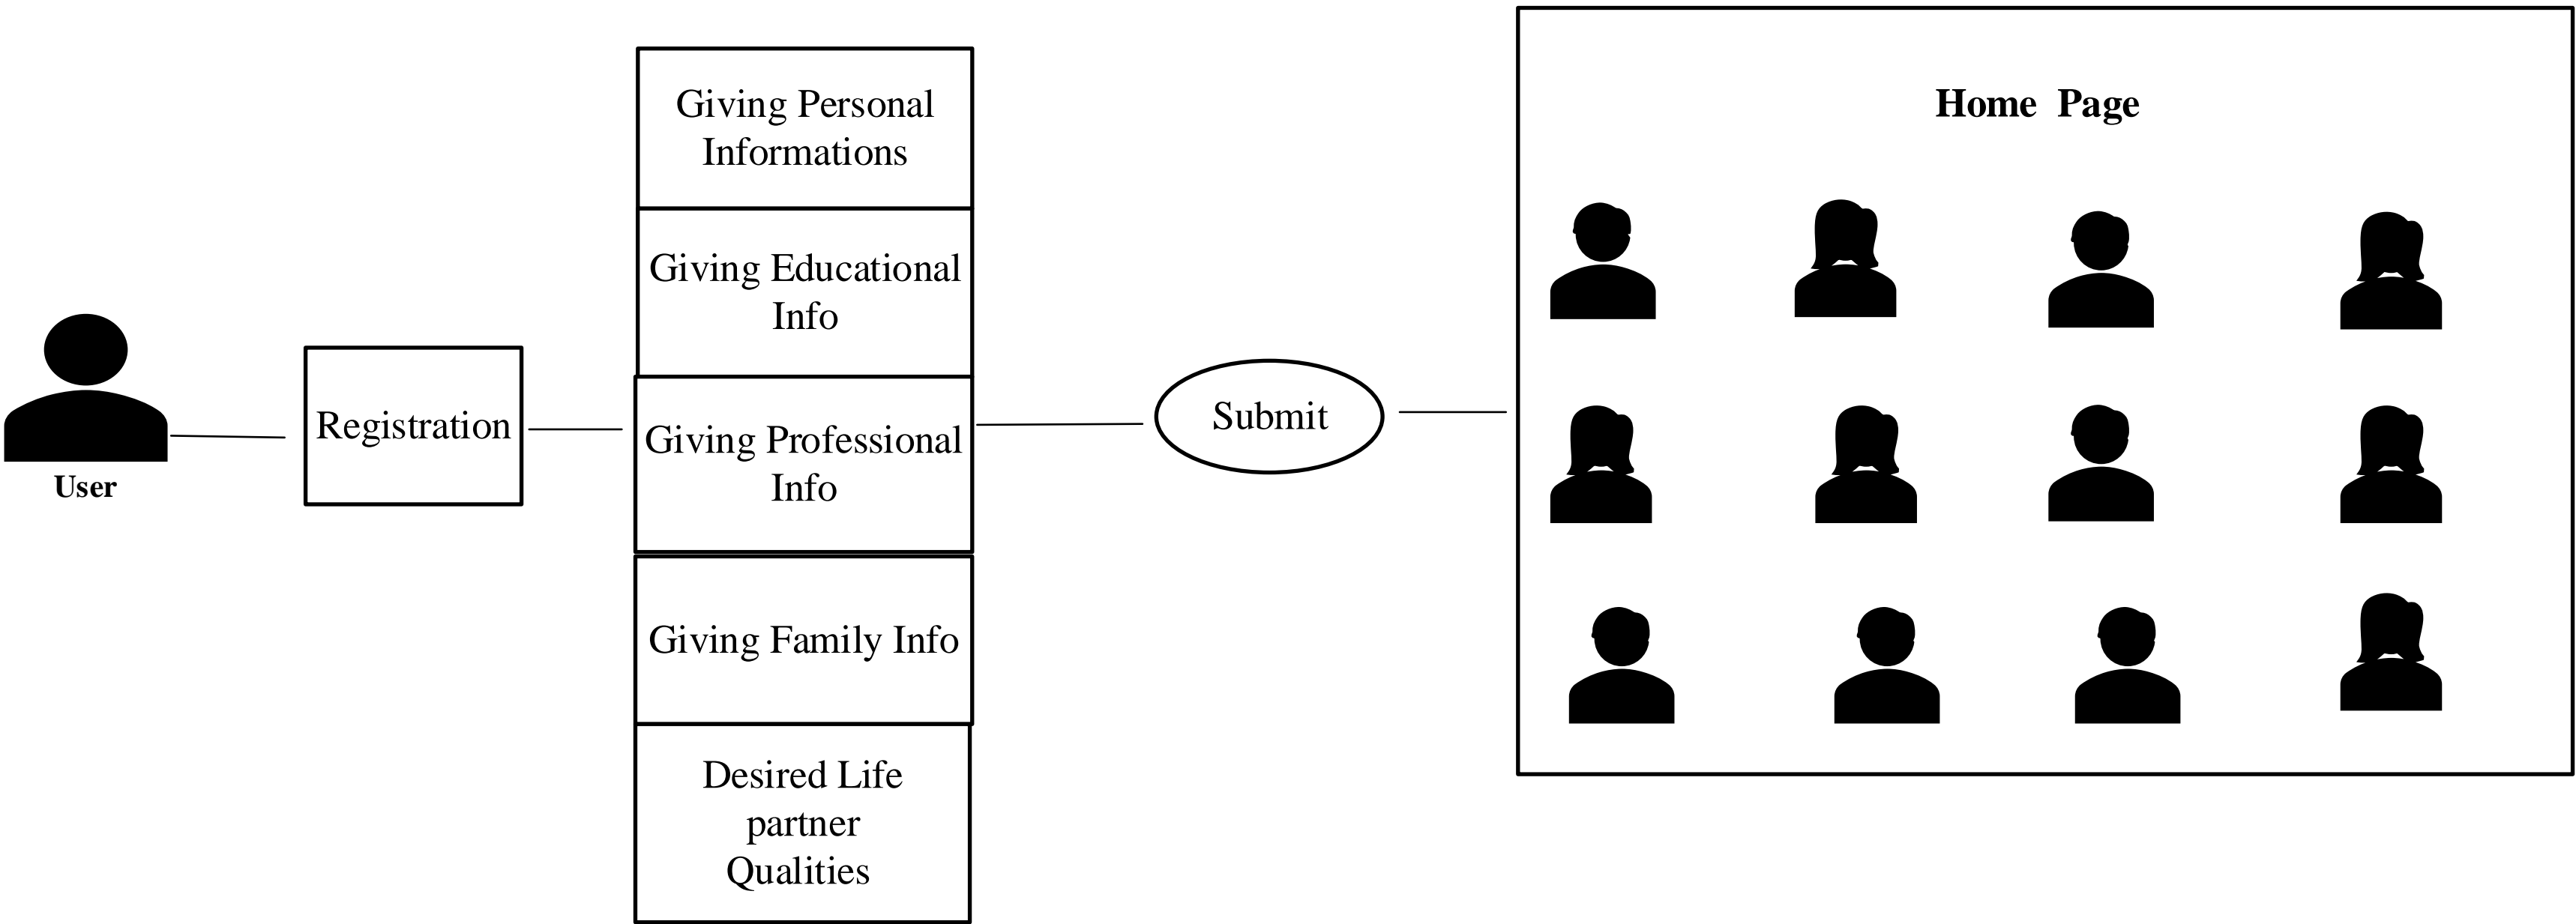 User
Registration
Giving Personal
Informations
Giving Educational
Info
Giving Professional
Info
Giving Family Info
Desired Life
partner
Qualities
Submit
Home Page